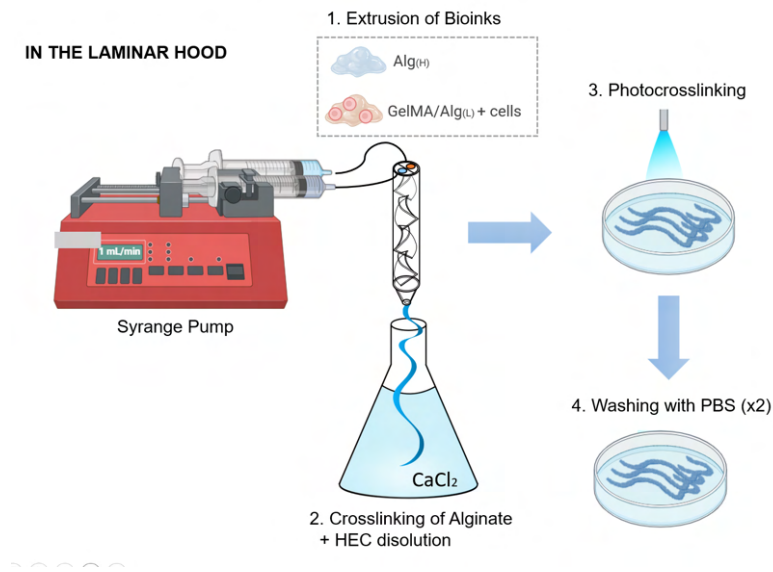 IN THE LAMINAR HOOD
1. Extrusion of Bioinks
Alg(H)
GelMA/Alg(L) + cells
1 mL/min
Syrange Pump
CaCl₂
2. Crosslinking of Alginate
+ HEC disolution
3. Photocrosslinking
4. Washing with PBS (x2)